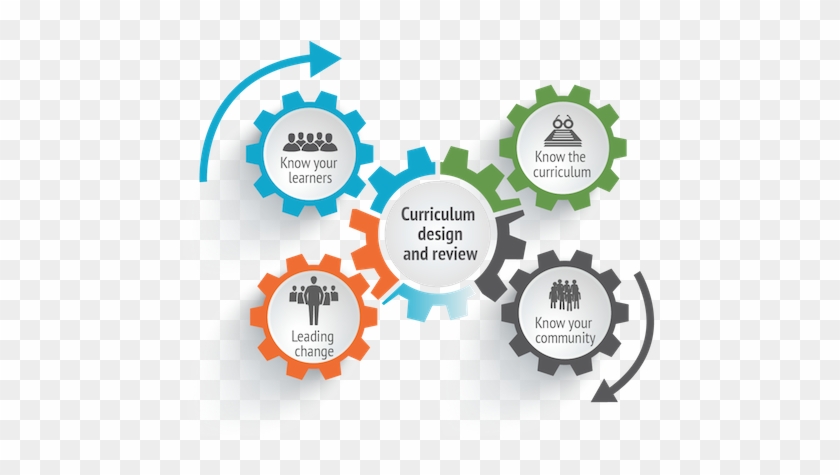 Know your
learners
Know the
curriculum
Curriculum
design
and review
Leading
change
Know your
community